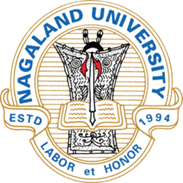 NAGALAND UNIVERSITY
ESTD 1994
LABOR et HONOR